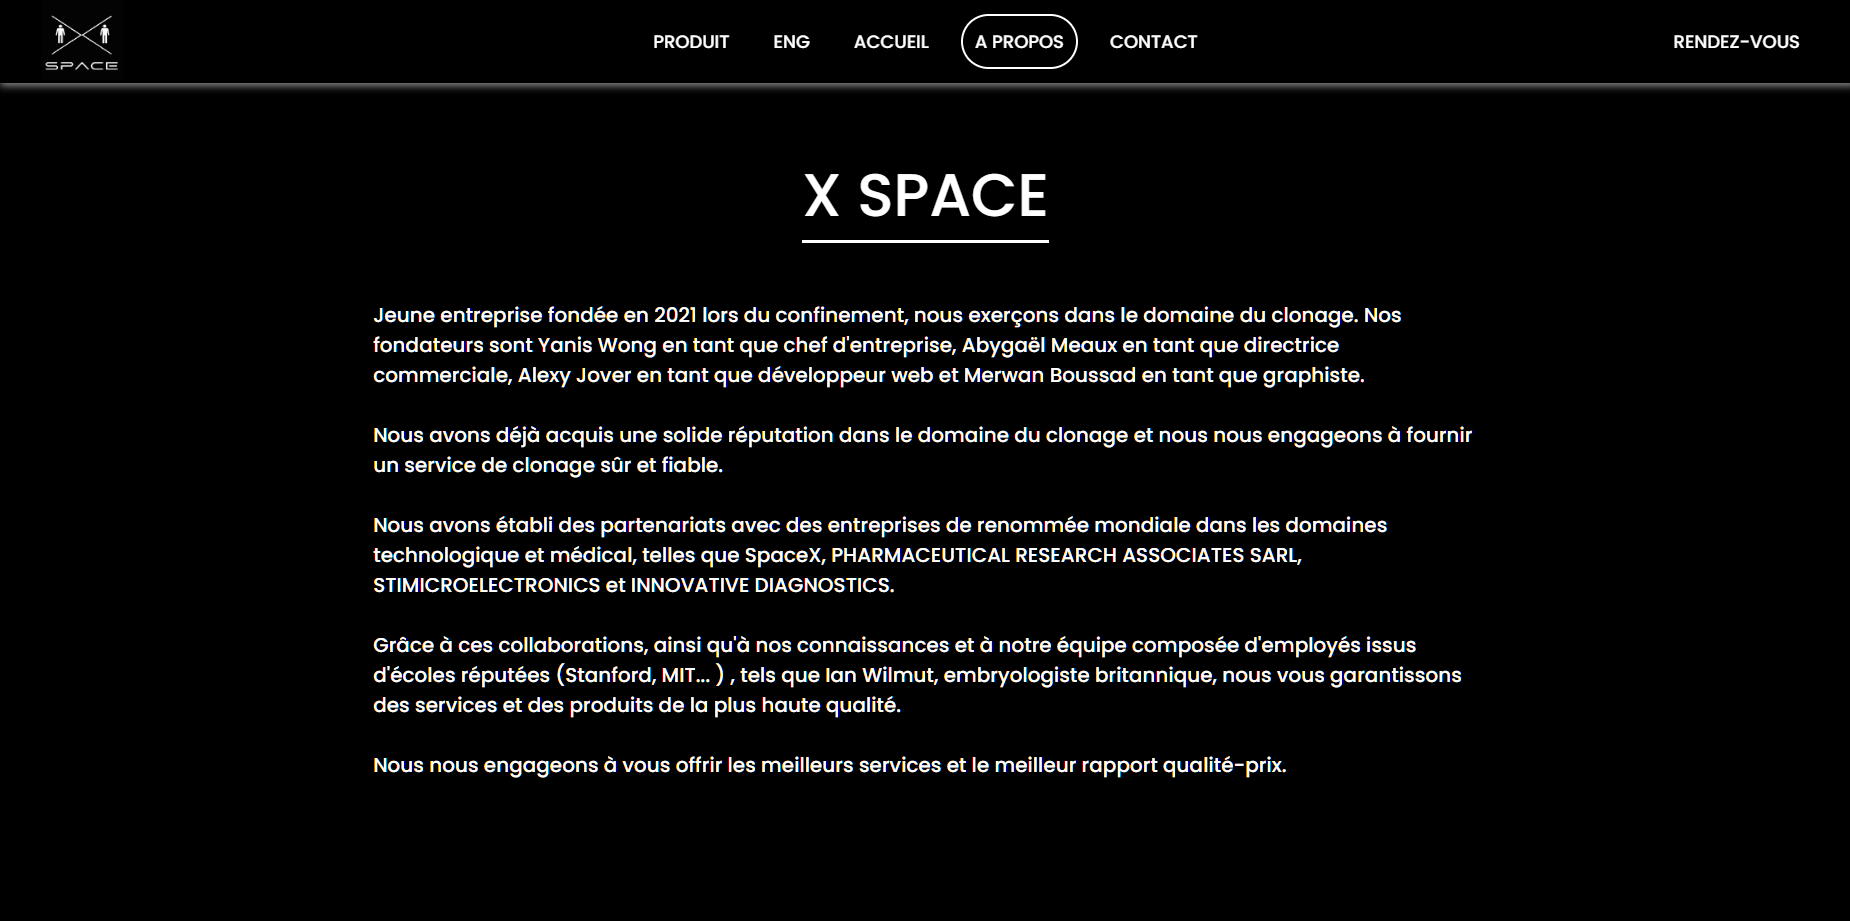 SPACE
PRODUIT
ENG
ACCUEIL
A PROPOS
CONTACT
RENDEZ-VOUS
X SPACE
Jeune entreprise fondée en 2021 lors du confinement, nous exerçons dans le domaine du clonage. Nos
fondateurs sont Yanis Wong en tant que chef d'entreprise, Abygaël Meaux en tant que directrice
commerciale, Alexy Jover en tant que développeur web et Merwan Boussad en tant que graphiste.
Nous avons déjà acquis une solide réputation dans le domaine du clonage et nous nous engageons à fournir
un service de clonage sûr et fiable.
Nous avons établi des partenariats avec des entreprises de renommée mondiale dans les domaines
technologique et médical, telles que SpaceX, PHARMACEUTICAL RESEARCH ASSOCIATES SARL,
STIMICROELECTRONICS et INNOVATIVE DIAGNOSTICS.
Grâce à ces collaborations, ainsi qu'à nos connaissances et à notre équipe composée d'employés issus
d'écoles réputées (Stanford, MIT... ) , tels que Ian Wilmut, embryologiste britannique, nous vous garantissons
des services et des produits de la plus haute qualité.
Nous nous engageons à vous offrir les meilleurs services et le meilleur rapport qualité-prix.